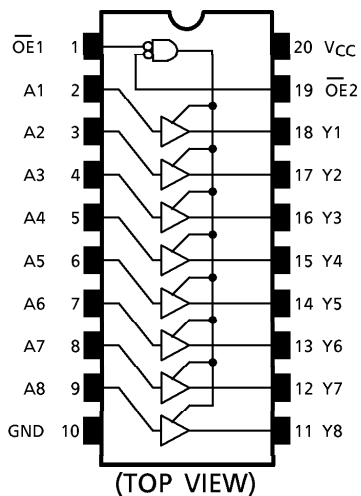 O̅E̅1 1 20 VCC
A1 2 19 O̅E̅2
A2 3 18 Y1
A3 4 17 Y2
A4 5 16 Y3
A5 6 15 Y4
A6 7 14 Y5
A7 8 13 Y6
A8 9 12 Y7
GND 10 11 Y8
(TOP VIEW)